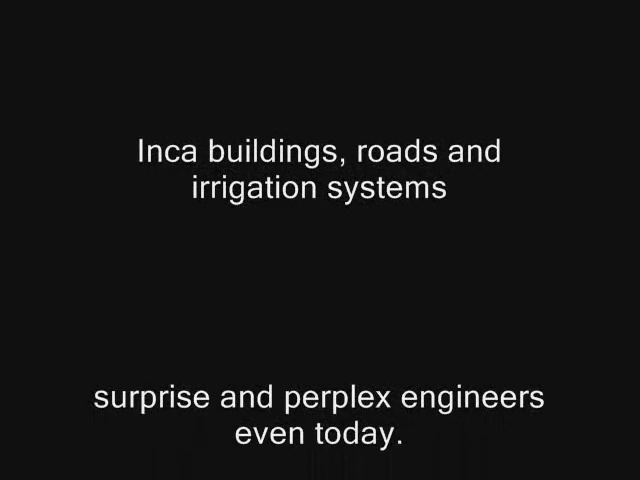 Inca buildings, roads and
irrigation systems
surprise and perplex engineers
even today.